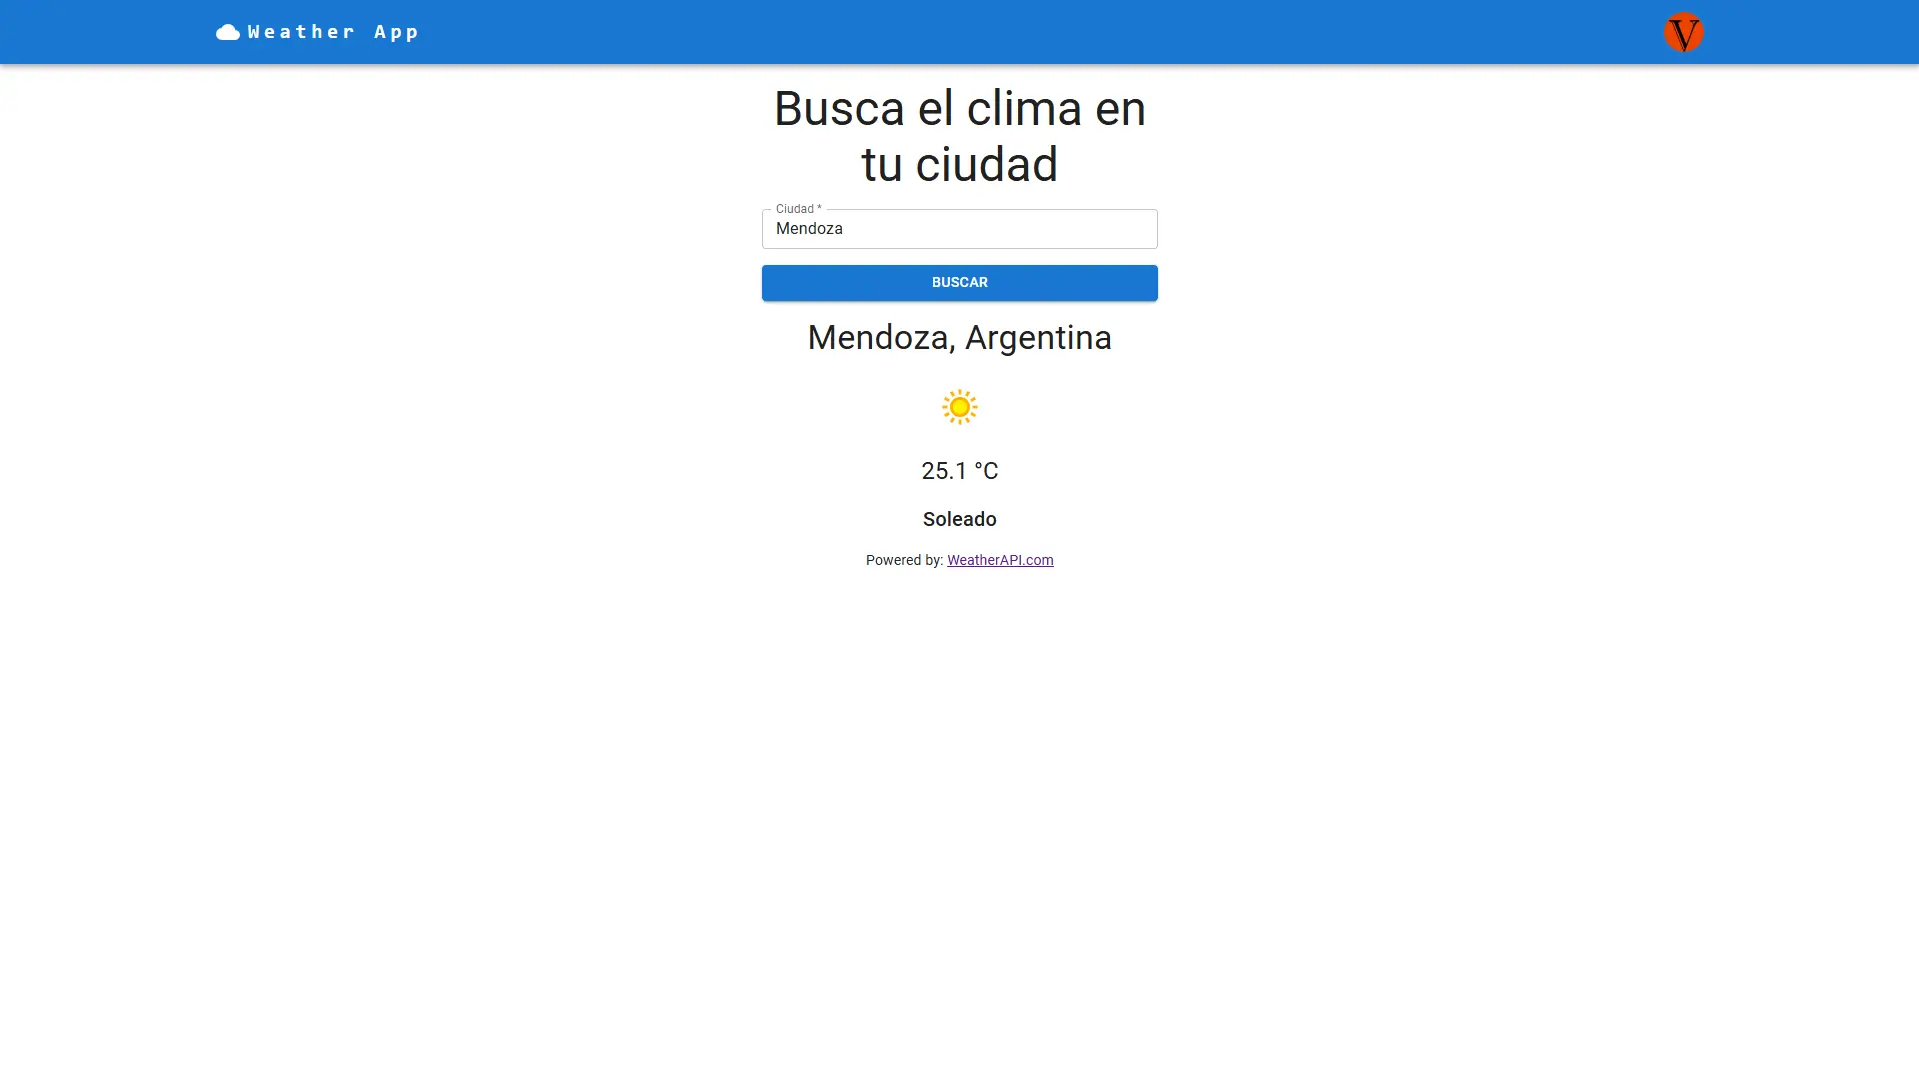 Weather App
V
Busca el clima en
tu ciudad
Ciudad *
Mendoza
BUSCAR
Mendoza, Argentina
25.1 °C
Soleado
Powered by: WeatherAPI.com